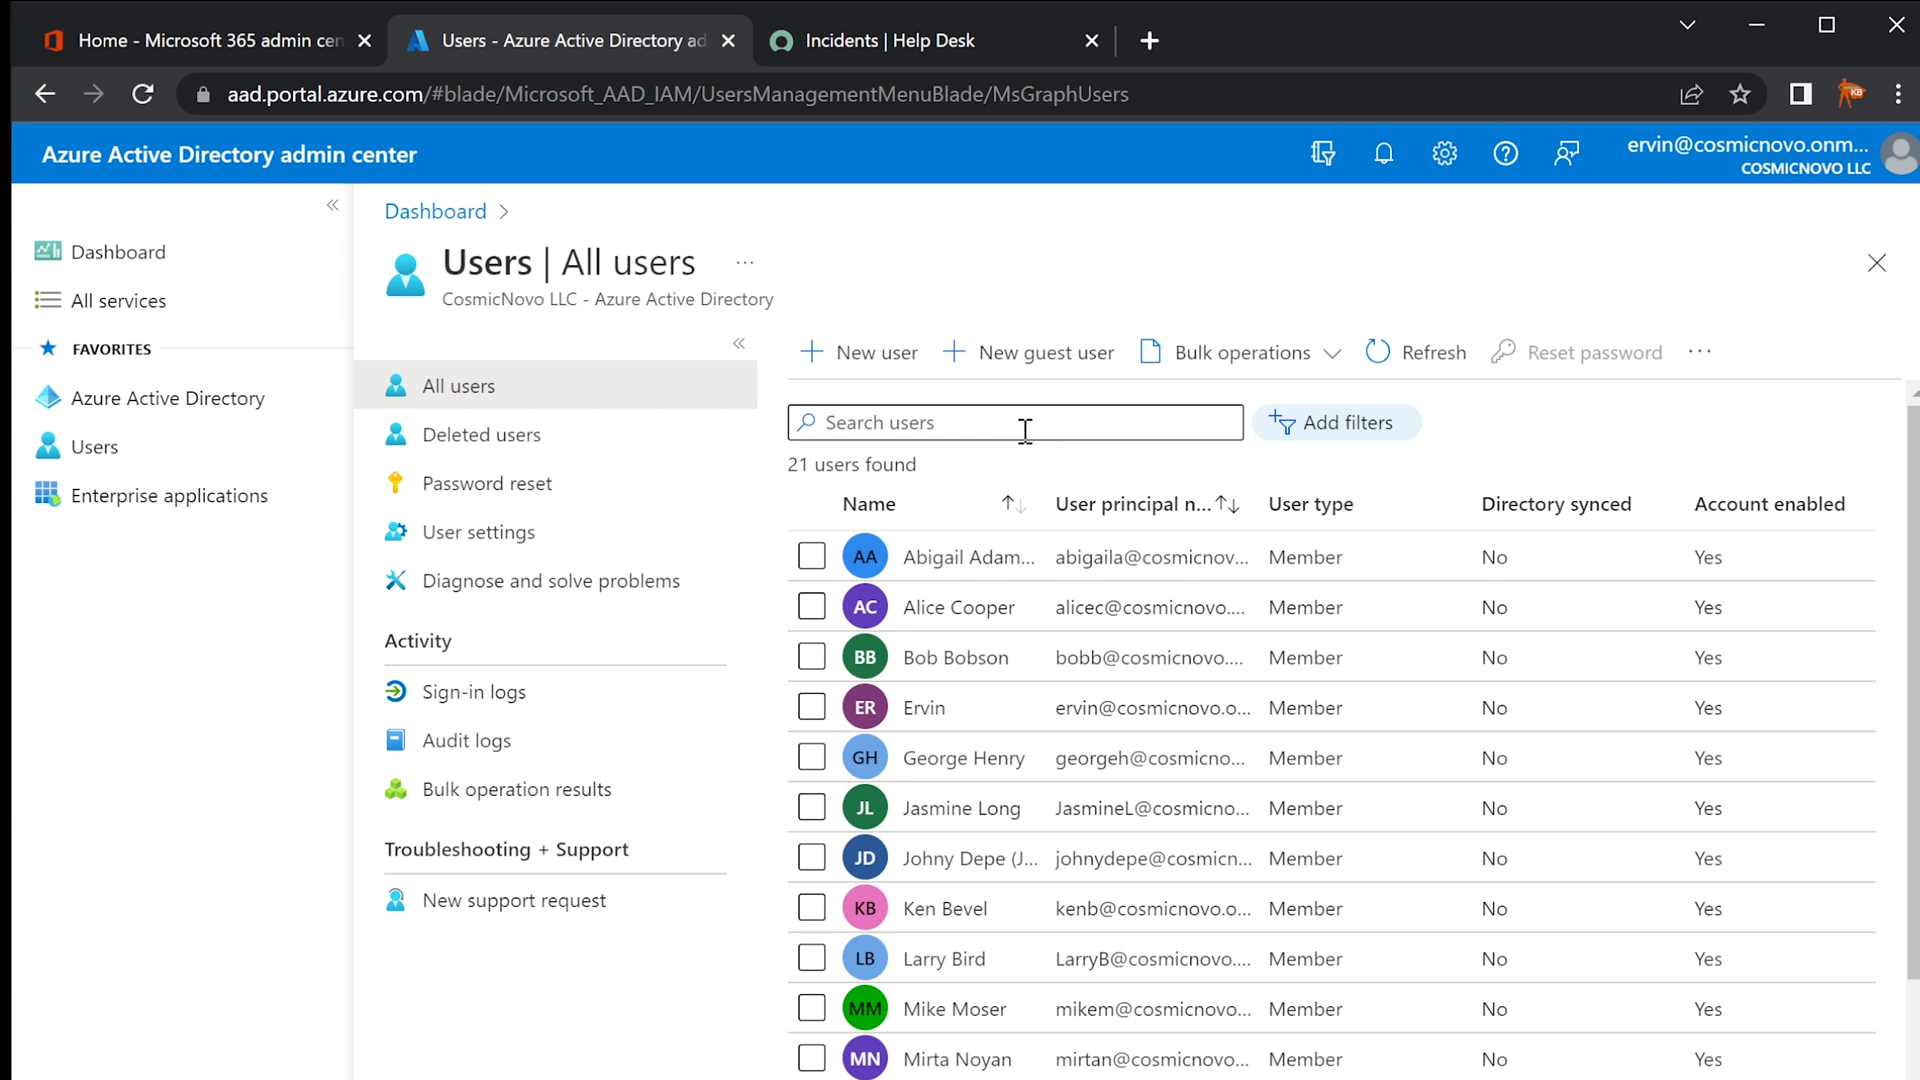 Home - Microsoft 365 admin cen
Users - Azure Active Directory ad
Incidents | Help Desk
aad.portal.azure.com/#blade/Microsoft_AAD_IAM/UsersManagementMenuBlade/MsGraphUsers
KB
Azure Active Directory admin center
ervin@cosmicnovo.onm...
COSMICNOVO LLC
Dashboard
All services
FAVORITES
Azure Active Directory
Users
Enterprise applications
Dashboard >
Users | All users ...
CosmicNovo LLC - Azure Active Directory
All users
Deleted users
Password reset
User settings
Diagnose and solve problems
Activity
Sign-in logs
Audit logs
Bulk operation results
Troubleshooting + Support
New support request
New user
New guest user
Bulk operations
Refresh
Reset password
...
Search users
Add filters
21 users found
Name User principal n... User type Directory synced Account enabled
AA Abigail Adam... abigaila@cosmicnov... Member No Yes
AC Alice Cooper alicec@cosmicnovo.... Member No Yes
BB Bob Bobson bobb@cosmicnovo.... Member No Yes
ER Ervin ervin@cosmicnovo.o... Member No Yes
GH George Henry georgeh@cosmicno... Member No Yes
JL Jasmine Long JasmineL@cosmicno... Member No Yes
JD Johny Depe (J... johnydepe@cosmicn... Member No Yes
KB Ken Bevel kenb@cosmicnovo.o... Member No Yes
LB Larry Bird LarryB@cosmicnovo.... Member No Yes
MM Mike Moser mikem@cosmicnovo... Member No Yes
MN Mirta Noyan mirtan@cosmicnovo... Member No Yes